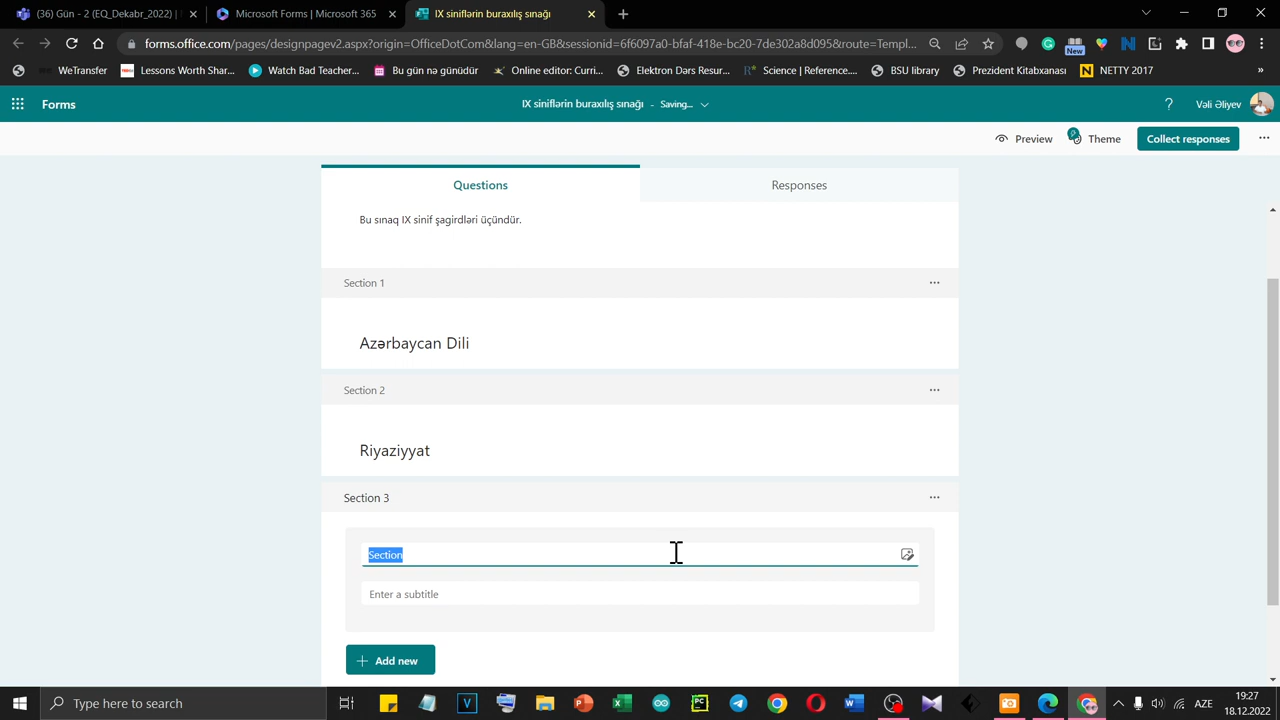 (36) Gün - 2 (EQ_Dekabr_2022) |
Microsoft Forms | Microsoft 365
IX siniflərin buraxılış sınağı
forms.office.com/pages/designpagev2.aspx?origin=OfficeDotCom&lang=en-GB&sessionid=6f6097a0-bfaf-418e-bc20-7de302a8d095&route=Templ...
New
WeTransfer
Lessons Worth Shar...
Watch Bad Teacher...
Bu gün nə günüdür
Online editor: Curri...
Elektron Dərs Resur...
Science | Reference....
BSU library
Prezident Kitabxanası
NETTY 2017
»
Forms
IX siniflərin buraxılış sınağı - Saving...
?
Vəli Əliyev
Preview
Theme
Collect responses
Questions
Responses
Bu sınaq IX sinif şagirdləri üçündür.
Section 1
Azərbaycan Dili
Section 2
Riyaziyyat
Section 3
Section
Enter a subtitle
+ Add new
Type here to search
AZE
19:27
18.12.2022